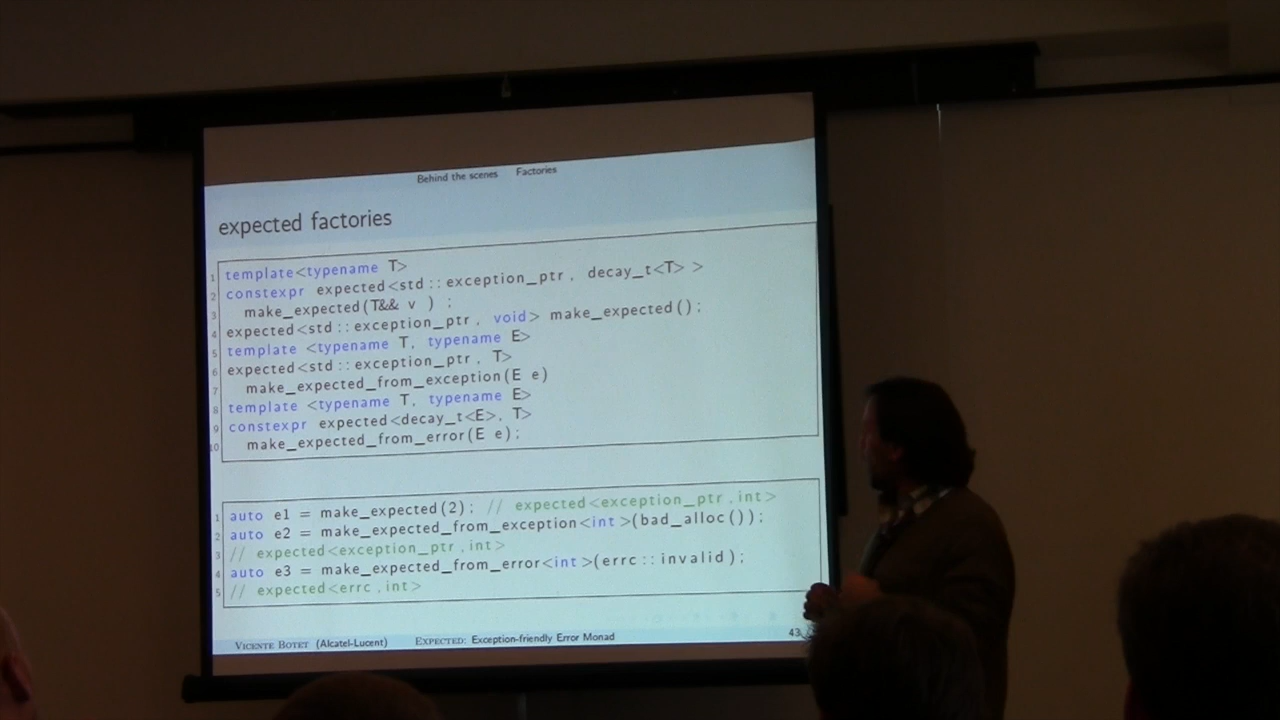 Behind the scenes Factories
expected factories
1 template<typename T>
2 constexpr expected<std::exception_ptr, decay_t<T> >
3 make_expected(T&& v ) ;
4 expected<std::exception_ptr, void> make_expected();
5 template <typename T, typename E>
6 expected<std::exception_ptr, T>
7 make_expected_from_exception(E e)
8 template <typename T, typename E>
9 constexpr expected<decay_t<E>, T>
10 make_expected_from_error(E e);
1 auto e1 = make_expected(2); // expected<exception_ptr,int>
2 auto e2 = make_expected_from_exception<int>(bad_alloc());
3 // expected<exception_ptr,int>
4 auto e3 = make_expected_from_error<int>(errc::invalid);
5 // expected<errc,int>
VICENTE BOTET (Alcatel-Lucent) EXPECTED: Exception-friendly Error Monad 43